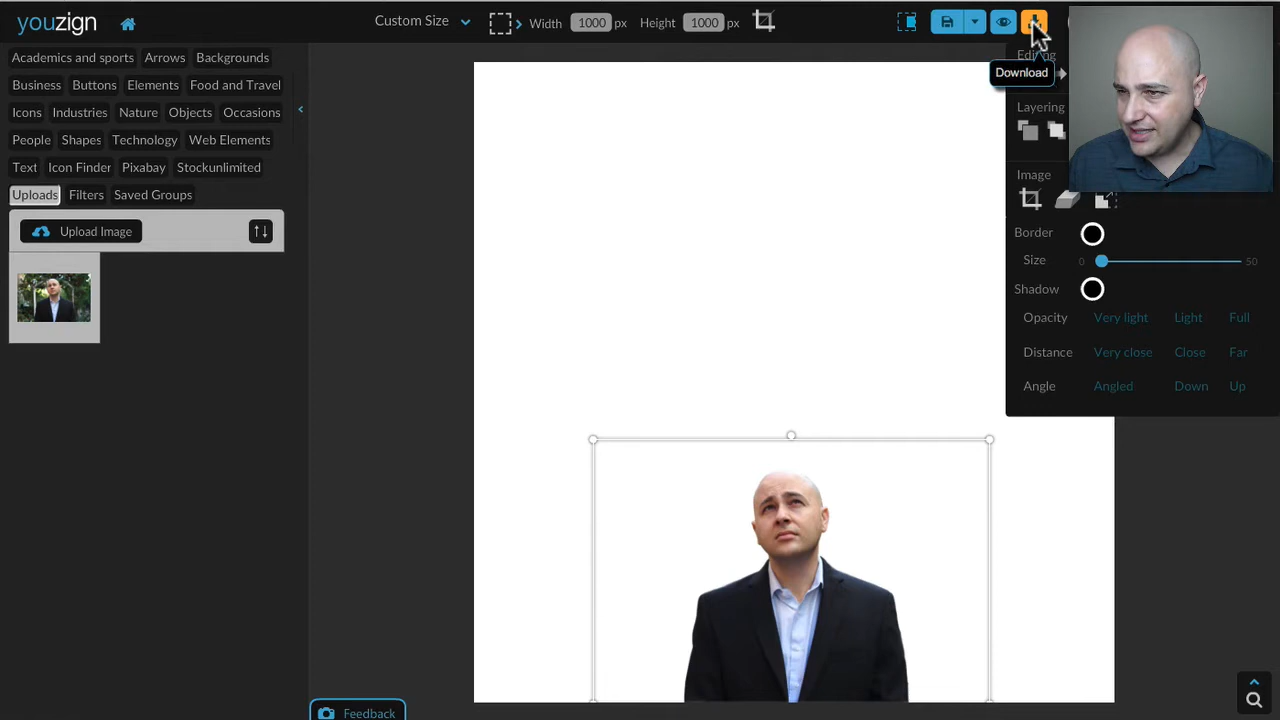 youzign
Custom Size
Width 1000 px Height 1000 px
Editing
Download
Academics and sports Arrows Backgrounds
Business Buttons Elements Food and Travel
Icons Industries Nature Objects Occasions
People Shapes Technology Web Elements
Text Icon Finder Pixabay Stockunlimited
Uploads Filters Saved Groups
Upload Image
Layering
Image
Border
Size 0 50
Shadow
Opacity Very light Light Full
Distance Very close Close Far
Angle Angled Down Up
Feedback